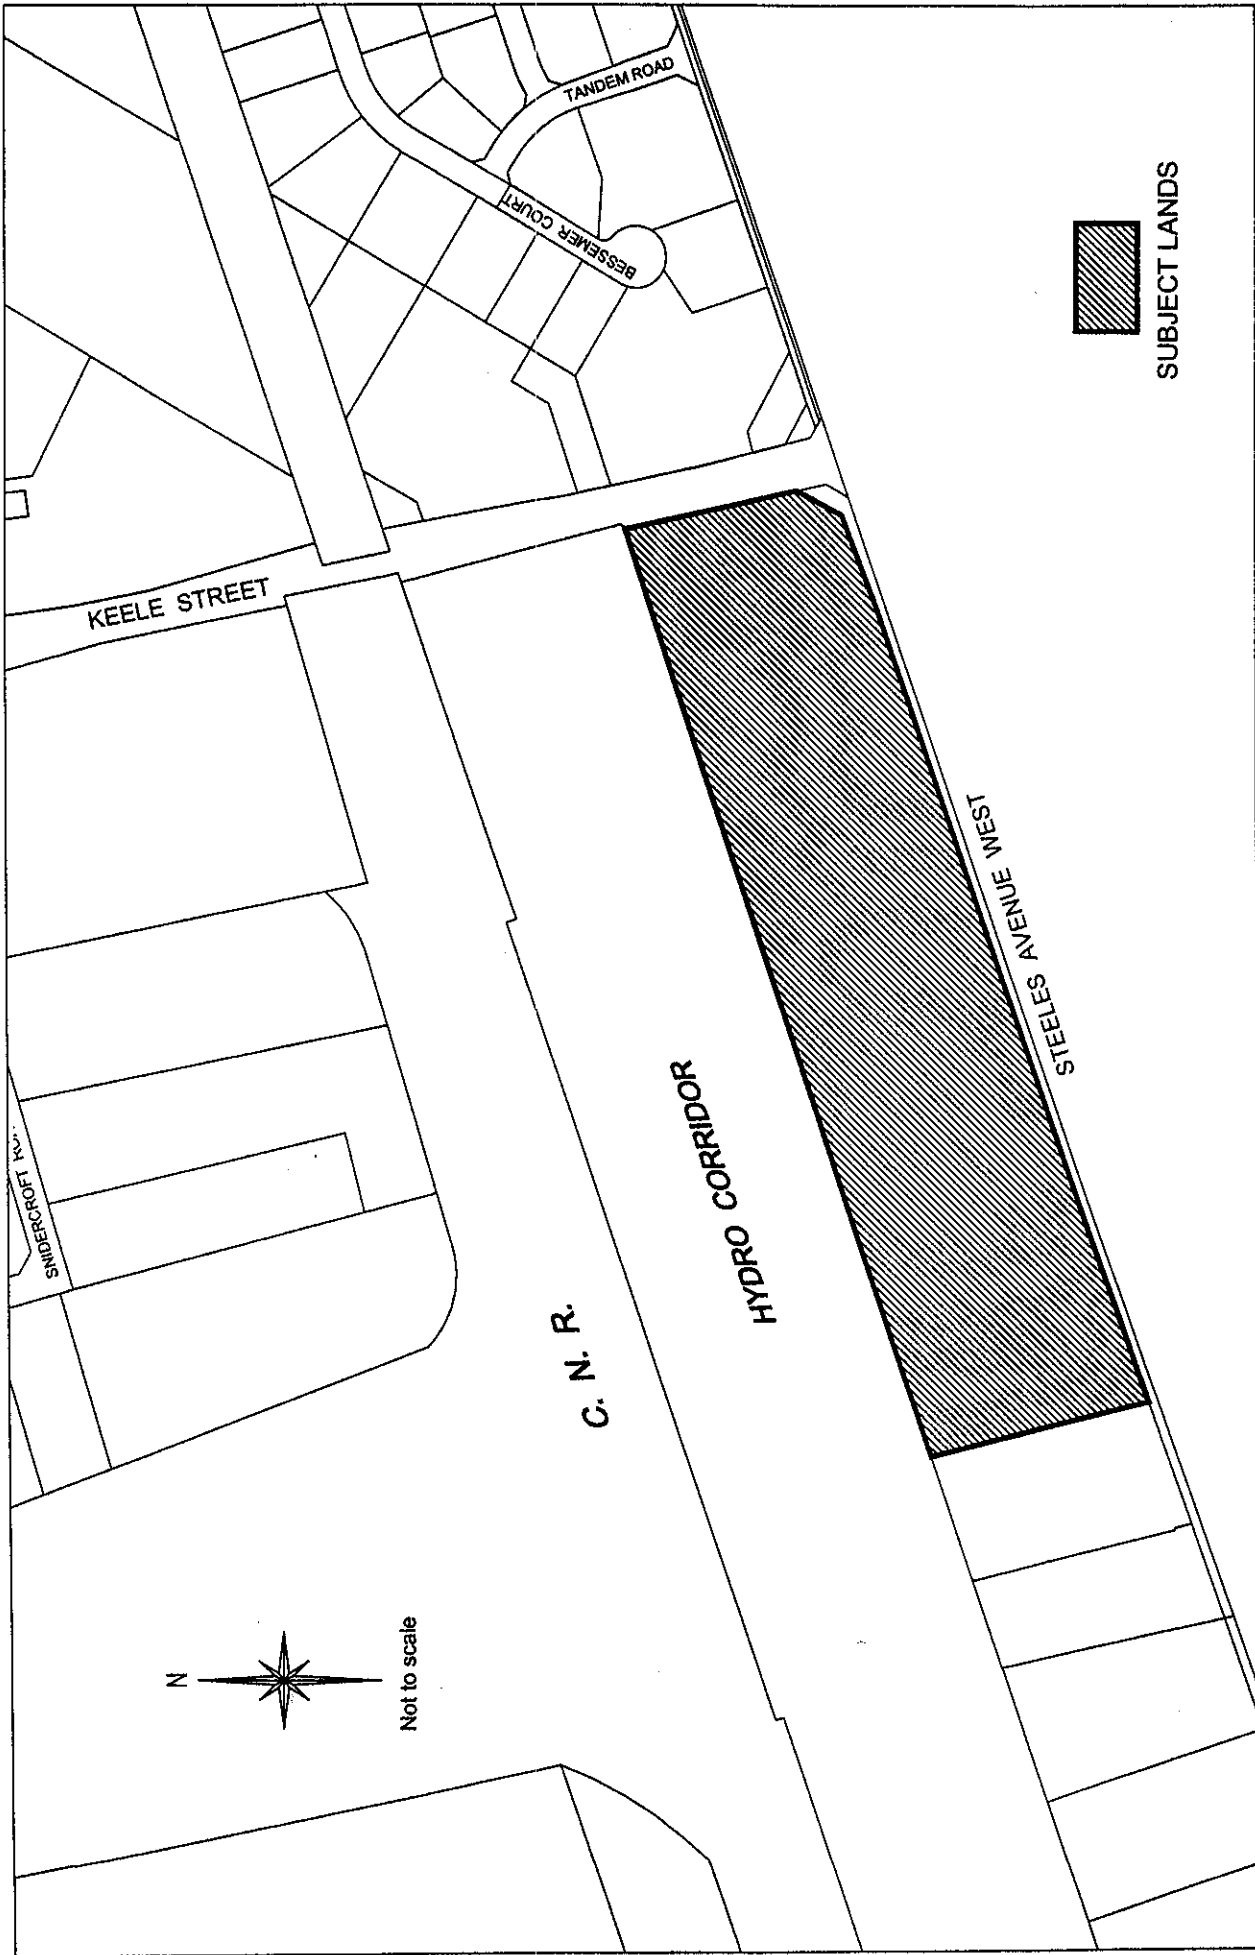 TANDEM ROAD
BESSEMER COURT
KEELE STREET
SNIDERCROFT
C. N. R.
HYDRO CORRIDOR
STEELES AVENUE WEST
SUBJECT LANDS
N
Not to scale